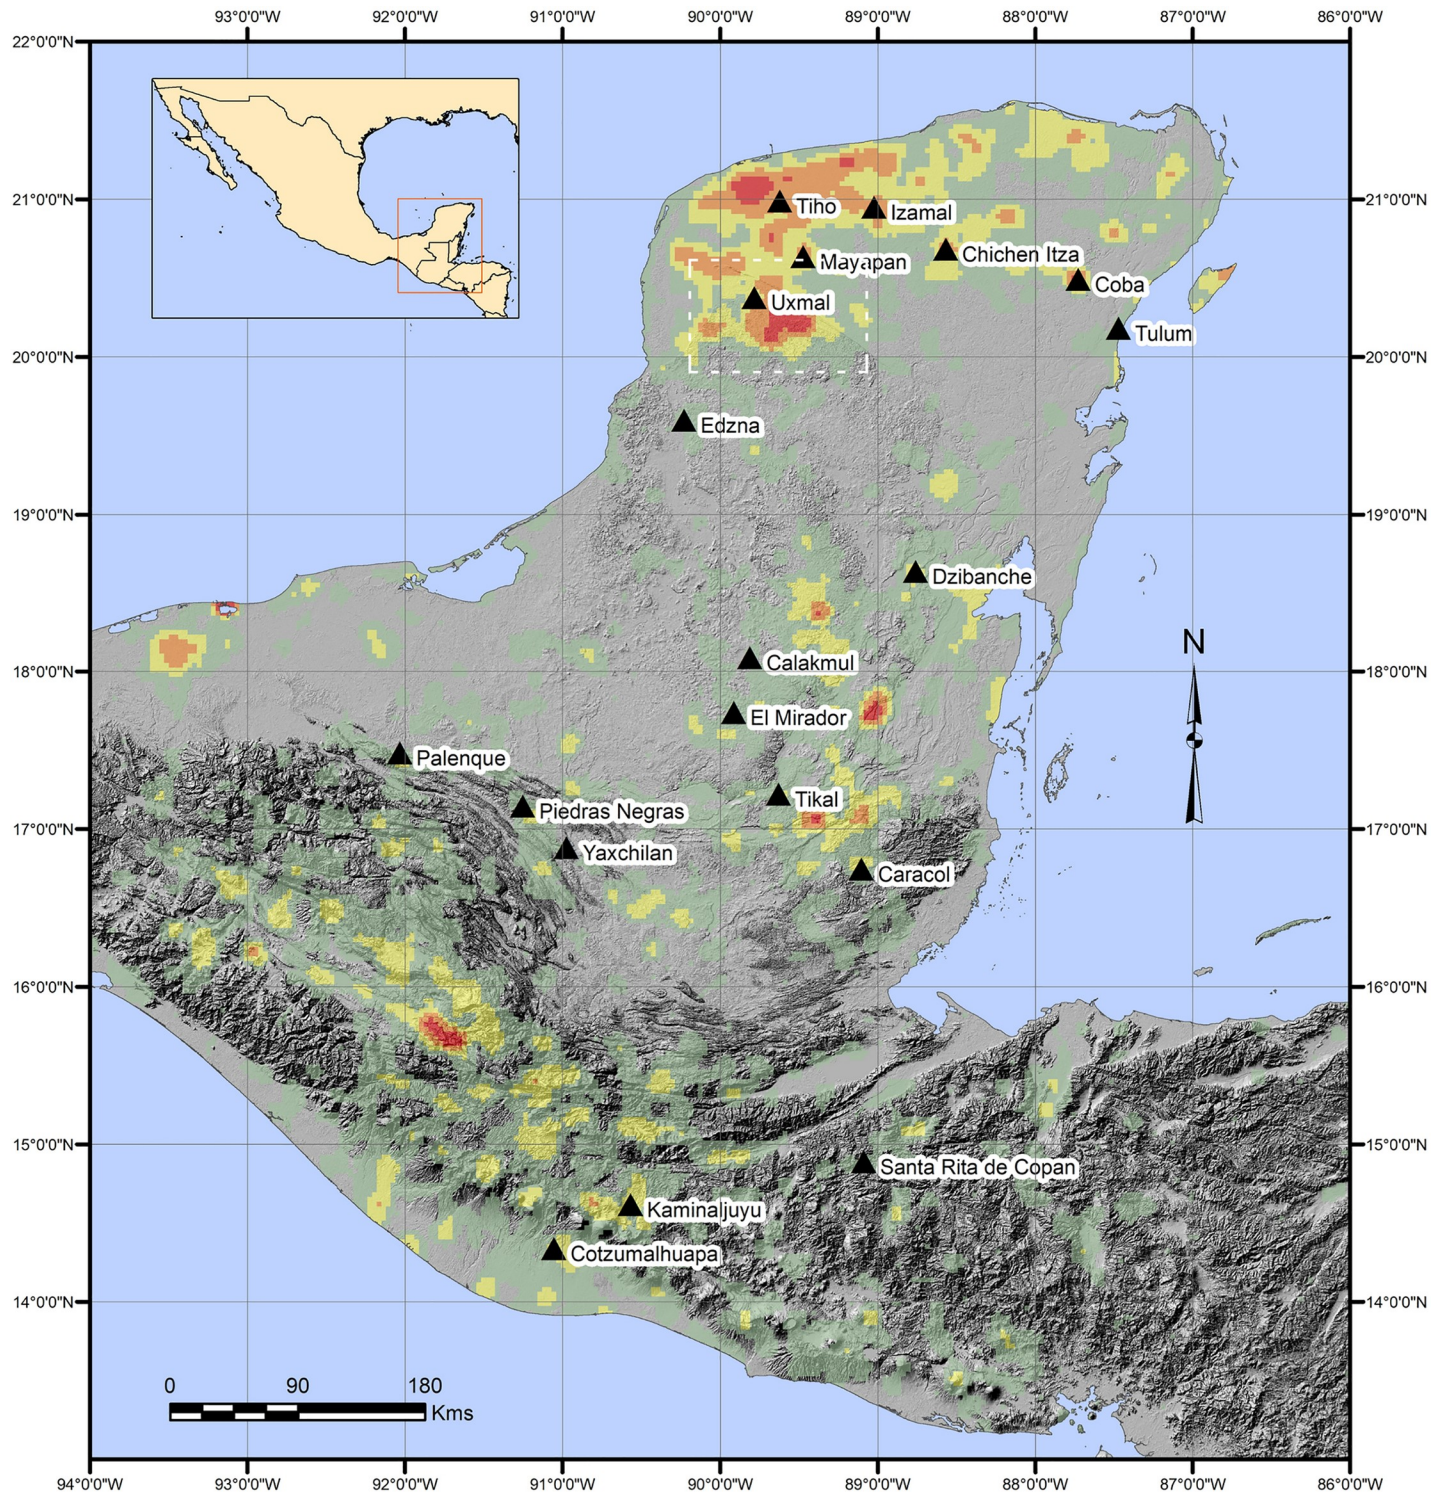 93°0'0"W 92°0'0"W 91°0'0"W 90°0'0"W 89°0'0"W 88°0'0"W 87°0'0"W 86°0'0"W
22°0'0"N
21°0'0"N 21°0'0"N
Tiho
Izamal
Chichen Itza
Mayapan
Coba
Uxmal
Tulum
20°0'0"N 20°0'0"N
Edzna
19°0'0"N 19°0'0"N
Dzibanche
N
Calakmul
18°0'0"N 18°0'0"N
El Mirador
Palenque
Tikal
Piedras Negras
17°0'0"N 17°0'0"N
Yaxchilan
Caracol
16°0'0"N 16°0'0"N
15°0'0"N 15°0'0"N
Santa Rita de Copan
Kaminaljuyu
Cotzumalhuapa
14°0'0"N 14°0'0"N
0 90 180
Kms
94°0'0"W 93°0'0"W 92°0'0"W 91°0'0"W 90°0'0"W 89°0'0"W 88°0'0"W 87°0'0"W 86°0'0"W